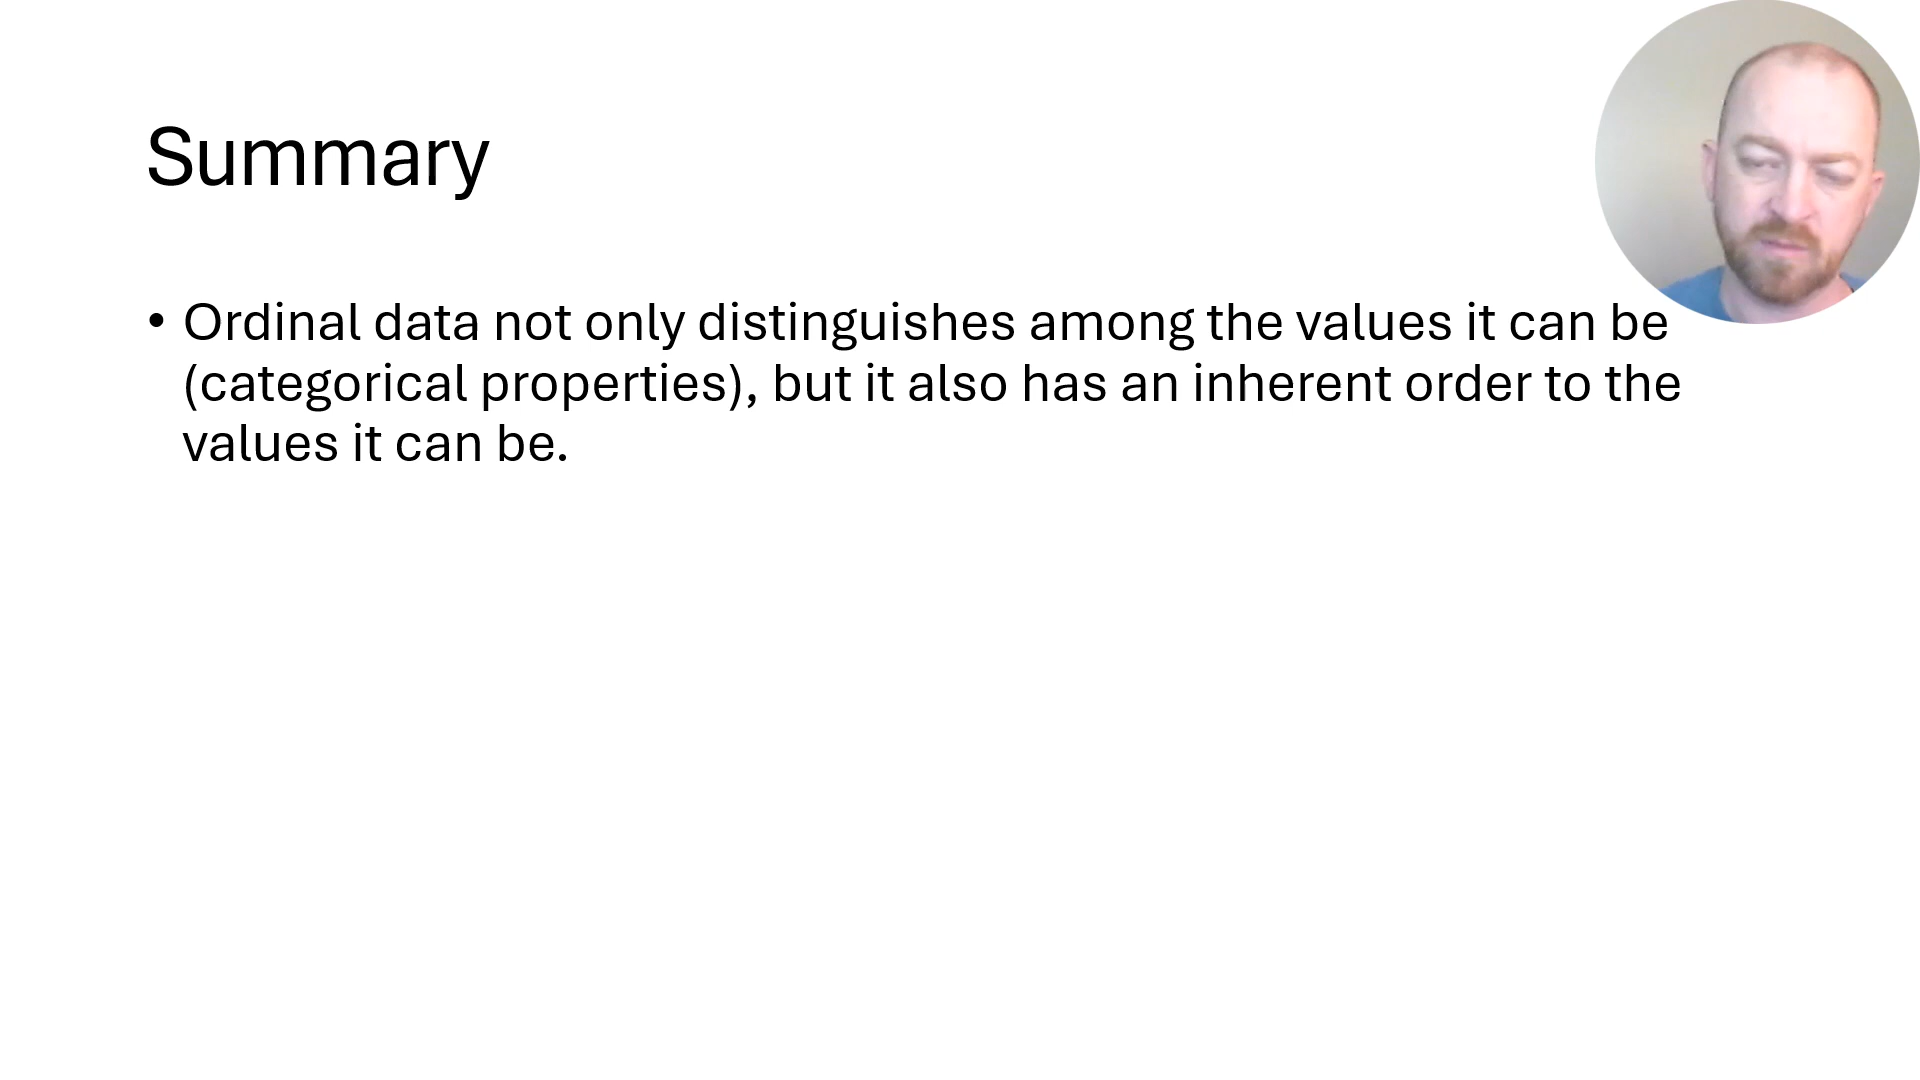 Summary
• Ordinal data not only distinguishes among the values it can be
(categorical properties), but it also has an inherent order to the
values it can be.